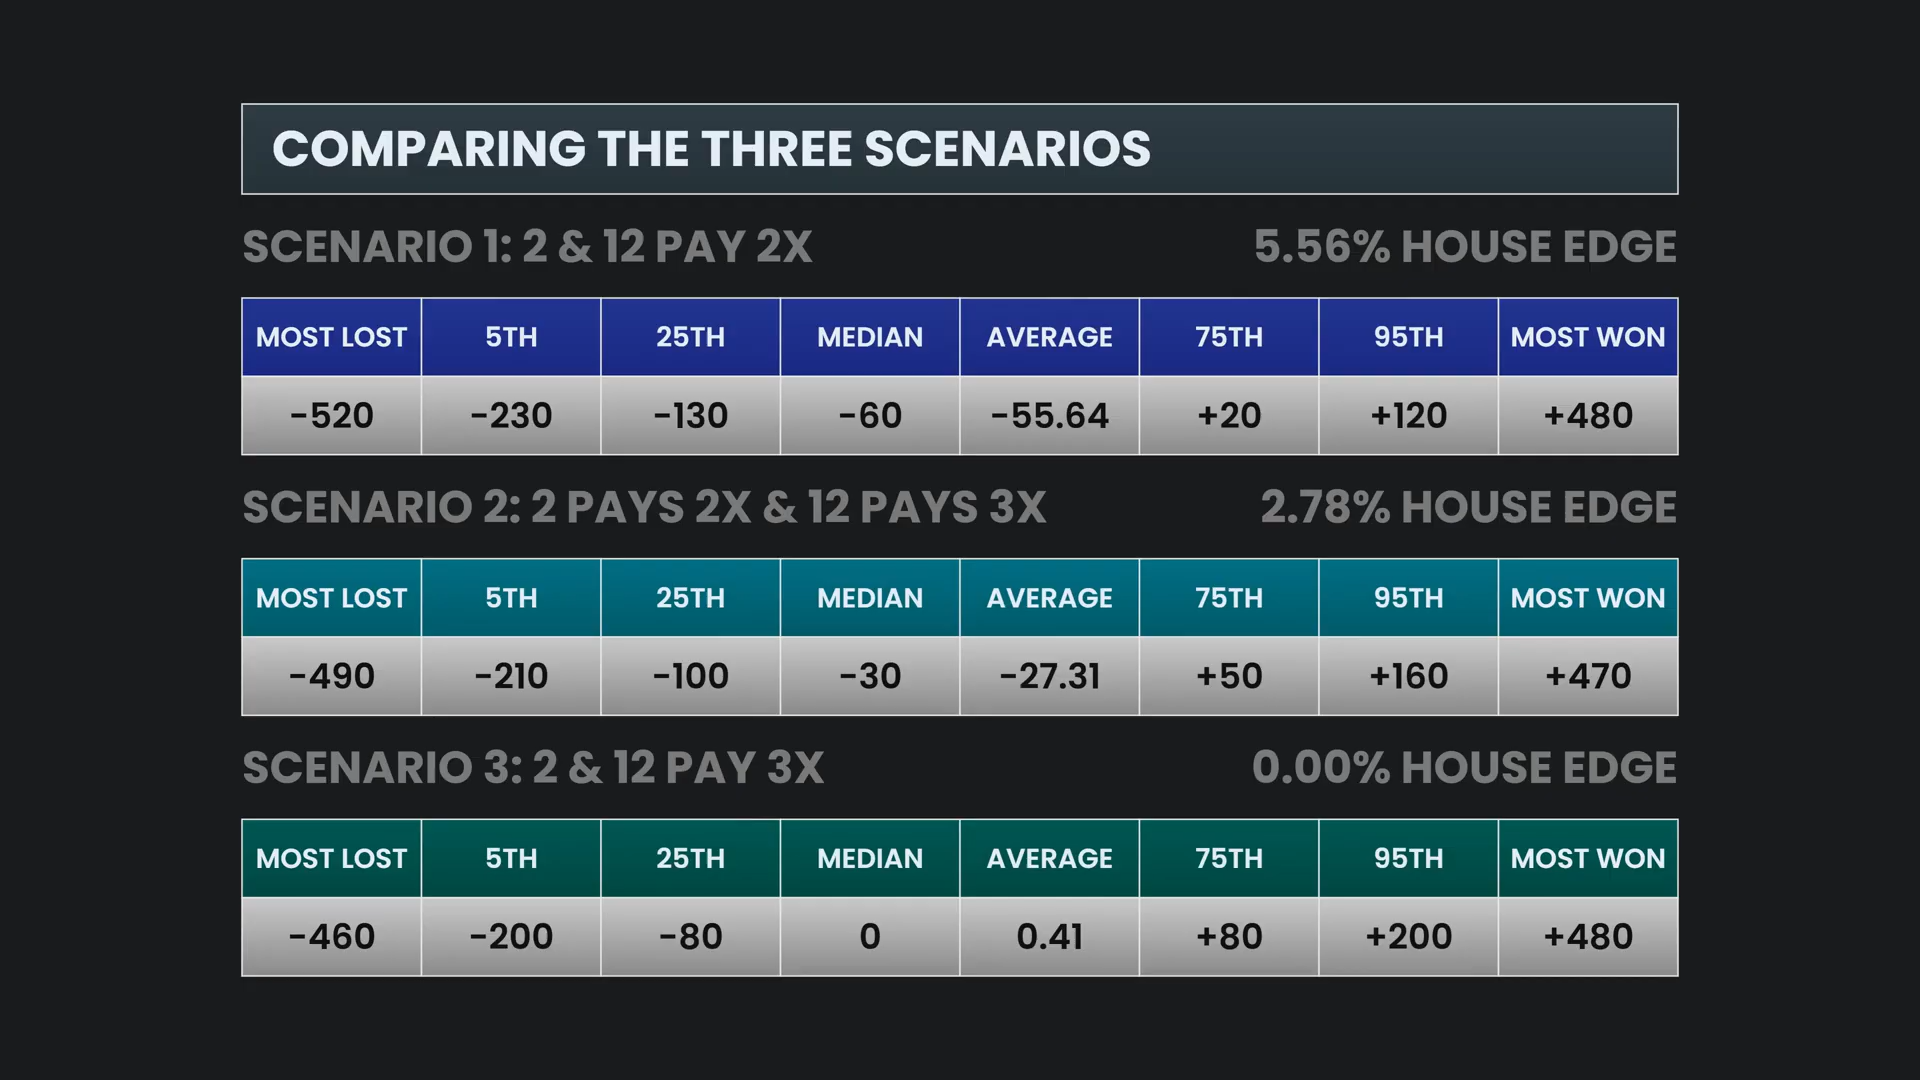 COMPARING THE THREE SCENARIOS
SCENARIO 1: 2 & 12 PAY 2X 5.56% HOUSE EDGE
MOST LOST 5TH 25TH MEDIAN AVERAGE 75TH 95TH MOST WON
-520 -230 -130 -60 -55.64 +20 +120 +480
SCENARIO 2: 2 PAYS 2X & 12 PAYS 3X 2.78% HOUSE EDGE
MOST LOST 5TH 25TH MEDIAN AVERAGE 75TH 95TH MOST WON
-490 -210 -100 -30 -27.31 +50 +160 +470
SCENARIO 3: 2 & 12 PAY 3X 0.00% HOUSE EDGE
MOST LOST 5TH 25TH MEDIAN AVERAGE 75TH 95TH MOST WON
-460 -200 -80 0 0.41 +80 +200 +480